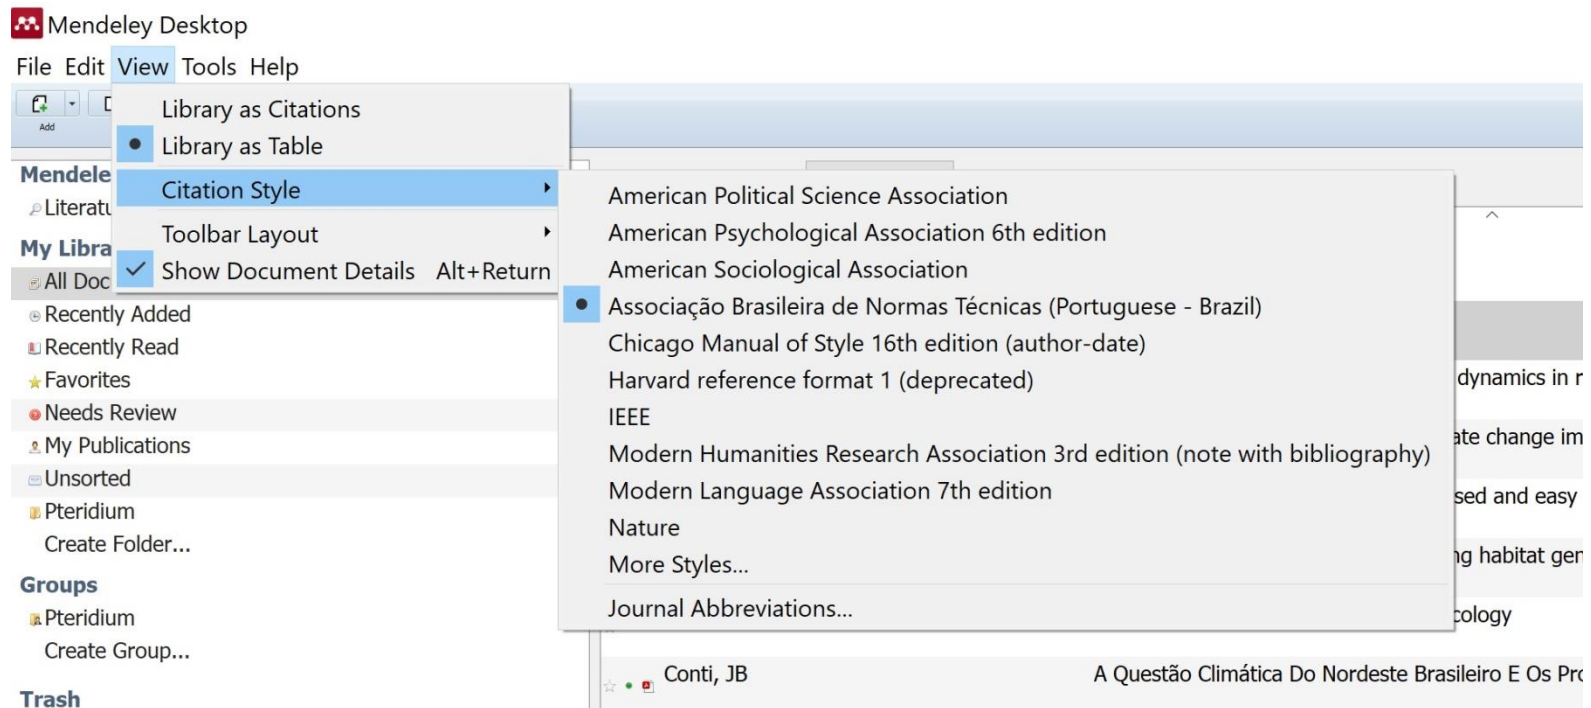 Mendeley Desktop
File Edit View Tools Help
Add
Library as Citations
Library as Table
Citation Style
Toolbar Layout
Show Document Details Alt+Return
American Political Science Association
American Psychological Association 6th edition
American Sociological Association
Associação Brasileira de Normas Técnicas (Portuguese - Brazil)
Chicago Manual of Style 16th edition (author-date)
Harvard reference format 1 (deprecated)
IEEE
Modern Humanities Research Association 3rd edition (note with bibliography)
Modern Language Association 7th edition
Nature
More Styles...
Journal Abbreviations...
Mendele
Literatu
My Libra
All Doc
Recently Added
Recently Read
Favorites
Needs Review
My Publications
Unsorted
Pteridium
Create Folder...
Groups
Pteridium
Create Group...
Trash
dynamics in r
ate change im
sed and easy
ng habitat gen
cology
Conti, JB A Questão Climática Do Nordeste Brasileiro E Os Pro